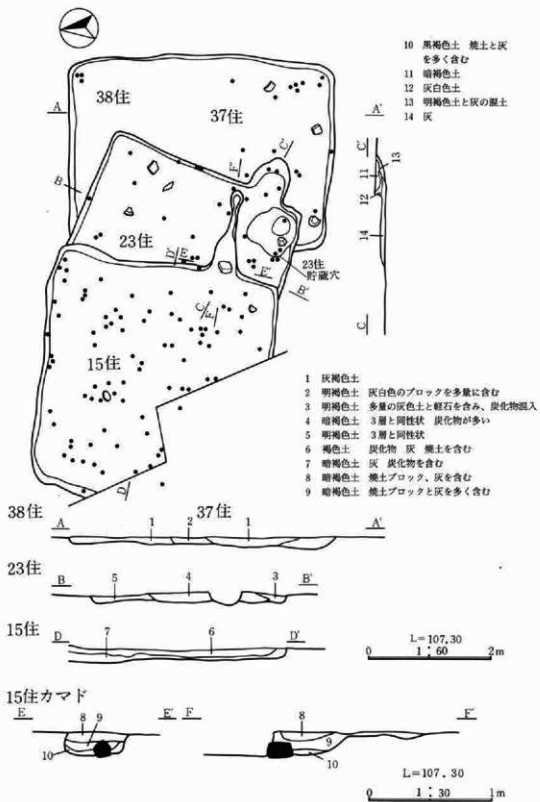 10 黒褐色土 焼土と灰
を多く含む
11 暗褐色土
12 灰白色土
13 明褐色土と灰の混土
14 灰
38住
37住
A
A'
B
C'
F'
23住
D'
E
E'
B'
23住
貯蔵穴
C
F
15住
D
C'
13
11
12
14
C
1 灰褐色土
2 明褐色土 灰白色のブロックを多量に含む
3 明褐色土 多量の灰色土と軽石を含み、炭化物混入
4 暗褐色土 3層と同性状 炭化物が多い
5 明褐色土 3層と同性状
6 褐色土 炭化物 灰 焼土を含む
7 暗褐色土 灰 炭化物を含む
8 暗褐色土 焼土ブロック、灰を含む
9 暗褐色土 焼土ブロックと灰を多く含む
38住 37住
A 1 2 1 A'
23住
B 5 4 3 B'
15住
D 7 6 D'
L=107.30
0 1:60 2m
15住カマド
E 8 9 10 E'
F 8 9 10 F'
L=107.30
0 1:30 1m